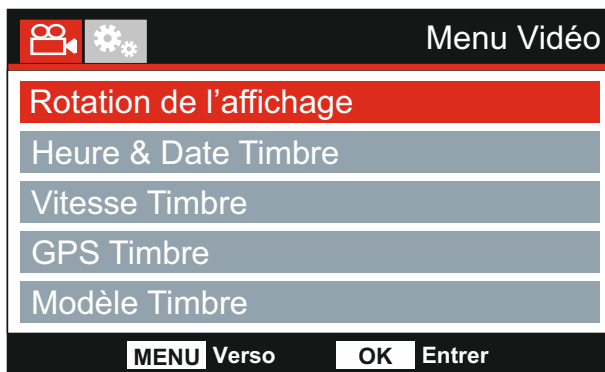 Menu Vidéo
Rotation de l’affichage
Heure & Date Timbre
Vitesse Timbre
GPS Timbre
Modèle Timbre
MENU Verso OK Entrer